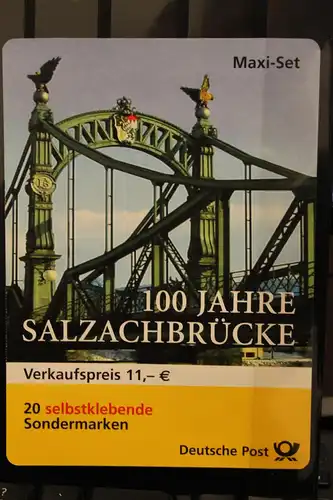 Maxi-Set
100 JAHRE
SALZACHBRÜCKE
Verkaufspreis 11,– €
20 selbstklebende
Sondermarken
Deutsche Post